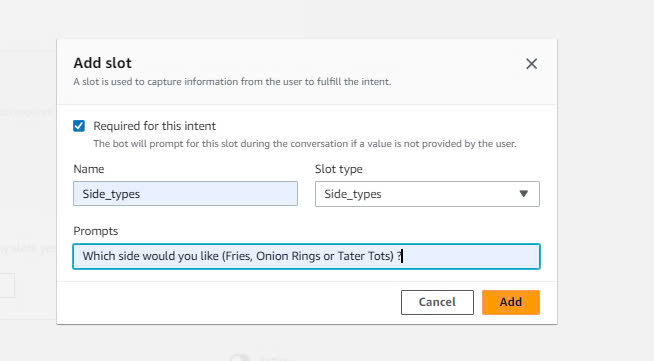 Add slot
A slot is used to capture information from the user to fulfill the intent.
Required for this intent
The bot will prompt for this slot during the conversation if a value is not provided by the user.
Name
Slot type
Side_types
Side_types
Prompts
Which side would you like (Fries, Onion Rings or Tater Tots) ?
Cancel
Add